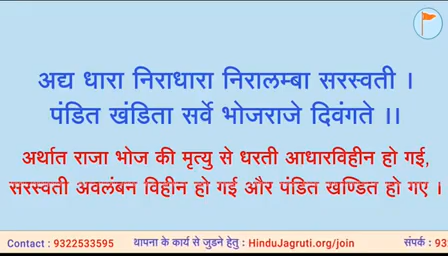 अद्य धारा निराधारा निरालम्बा सरस्वती ।
पंडित खंडिता सर्वे भोजराजे दिवंगते ।।
अर्थात राजा भोज की मृत्यु से धरती आधारविहीन हो गई,
सरस्वती अवलंबन विहीन हो गई और पंडित खण्डित हो गए ।
Contact : 9322533595 थापना के कार्य से जुडने हेतु : HinduJagruti.org/join संपर्क : 93